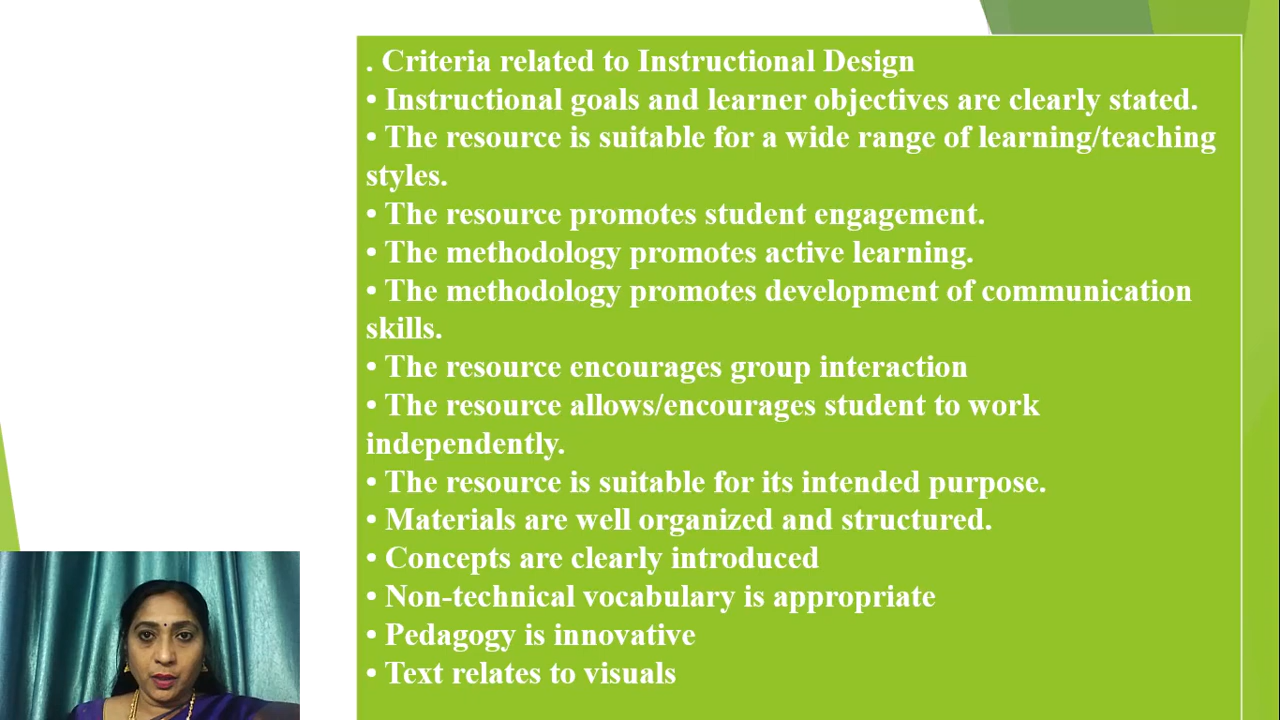 . Criteria related to Instructional Design
• Instructional goals and learner objectives are clearly stated.
• The resource is suitable for a wide range of learning/teaching
styles.
• The resource promotes student engagement.
• The methodology promotes active learning.
• The methodology promotes development of communication
skills.
• The resource encourages group interaction
• The resource allows/encourages student to work
independently.
• The resource is suitable for its intended purpose.
• Materials are well organized and structured.
• Concepts are clearly introduced
• Non-technical vocabulary is appropriate
• Pedagogy is innovative
• Text relates to visuals